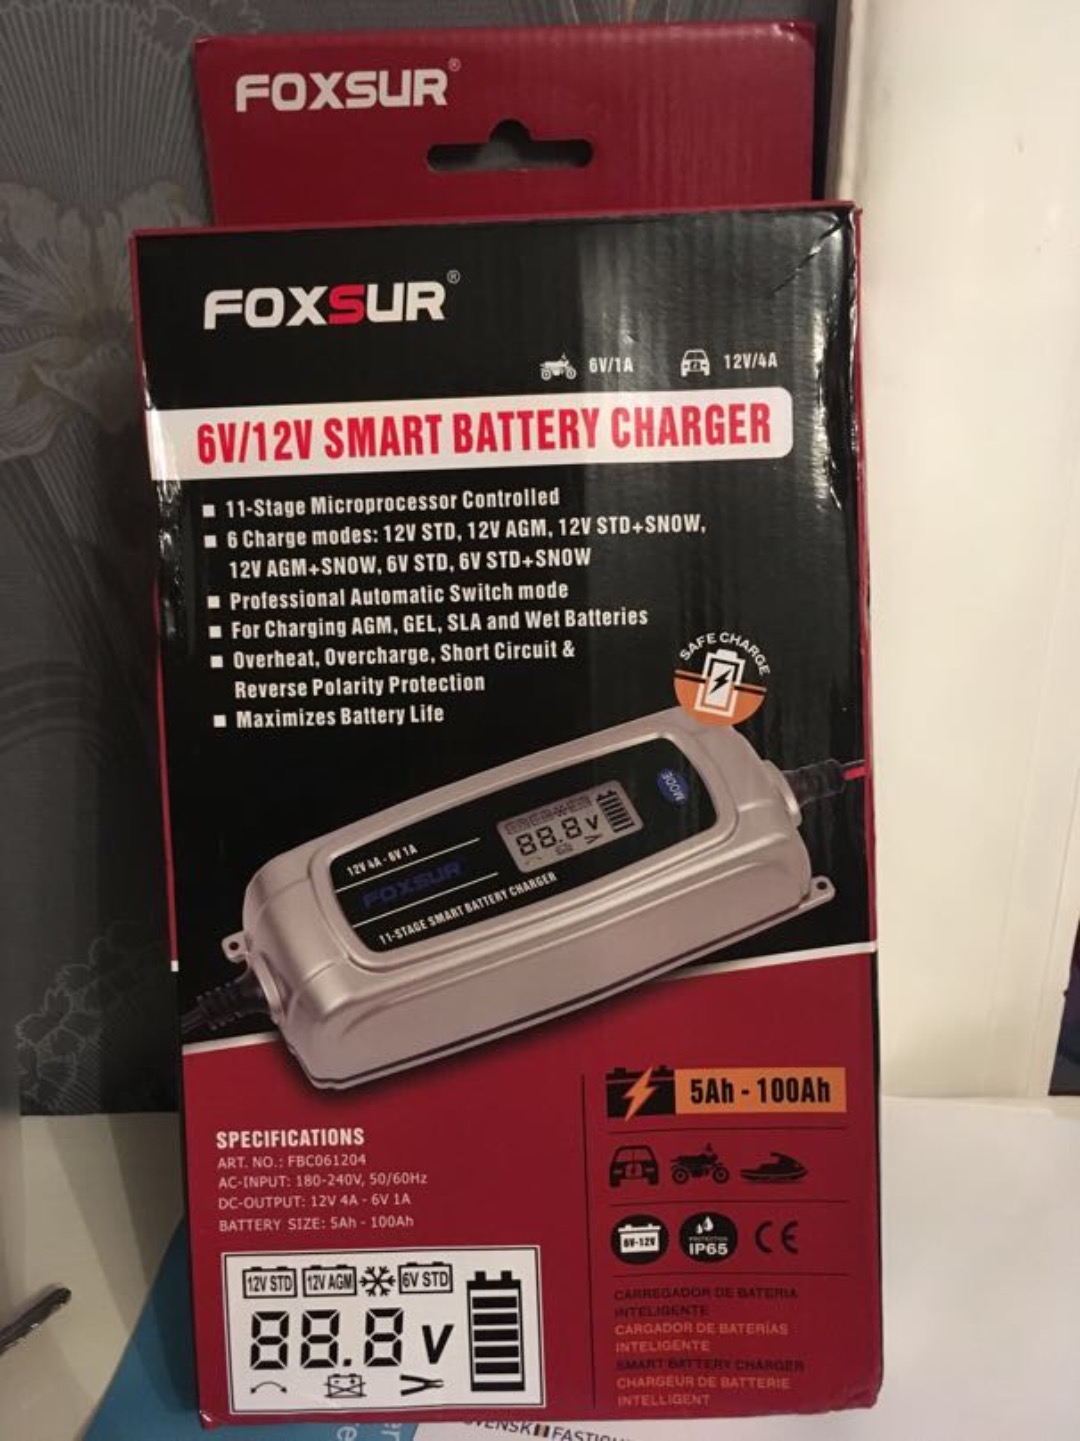 FOXSUR®
FOXSUR®
6V/1A 12V/4A
6V/12V SMART BATTERY CHARGER
■ 11-Stage Microprocessor Controlled
■ 6 Charge modes: 12V STD, 12V AGM, 12V STD+SNOW,
12V AGM+SNOW, 6V STD, 6V STD+SNOW
■ Professional Automatic Switch mode
■ For Charging AGM, GEL, SLA and Wet Batteries
■ Overheat, Overcharge, Short Circuit &
Reverse Polarity Protection
■ Maximizes Battery Life
SAFE CHARGE
MODE
88.8 v
12V 4A - 6V 1A
FOXSUR
11-STAGE SMART BATTERY CHARGER
5Ah - 100Ah
SPECIFICATIONS
ART. NO.: FBC061204
AC-INPUT: 180-240V, 50/60Hz
DC-OUTPUT: 12V 4A - 6V 1A
BATTERY SIZE: 5Ah - 100Ah
6V-12V
PROTECTION
IP65
CE
12V STD 12V AGM 6V STD
88.8 v
CARREGADOR DE BATERIA
INTELIGENTE
CARGADOR DE BATERÍAS
INTELIGENTE
SMART BATTERY CHARGER
CHARGEUR DE BATTERIE
INTELLIGENT